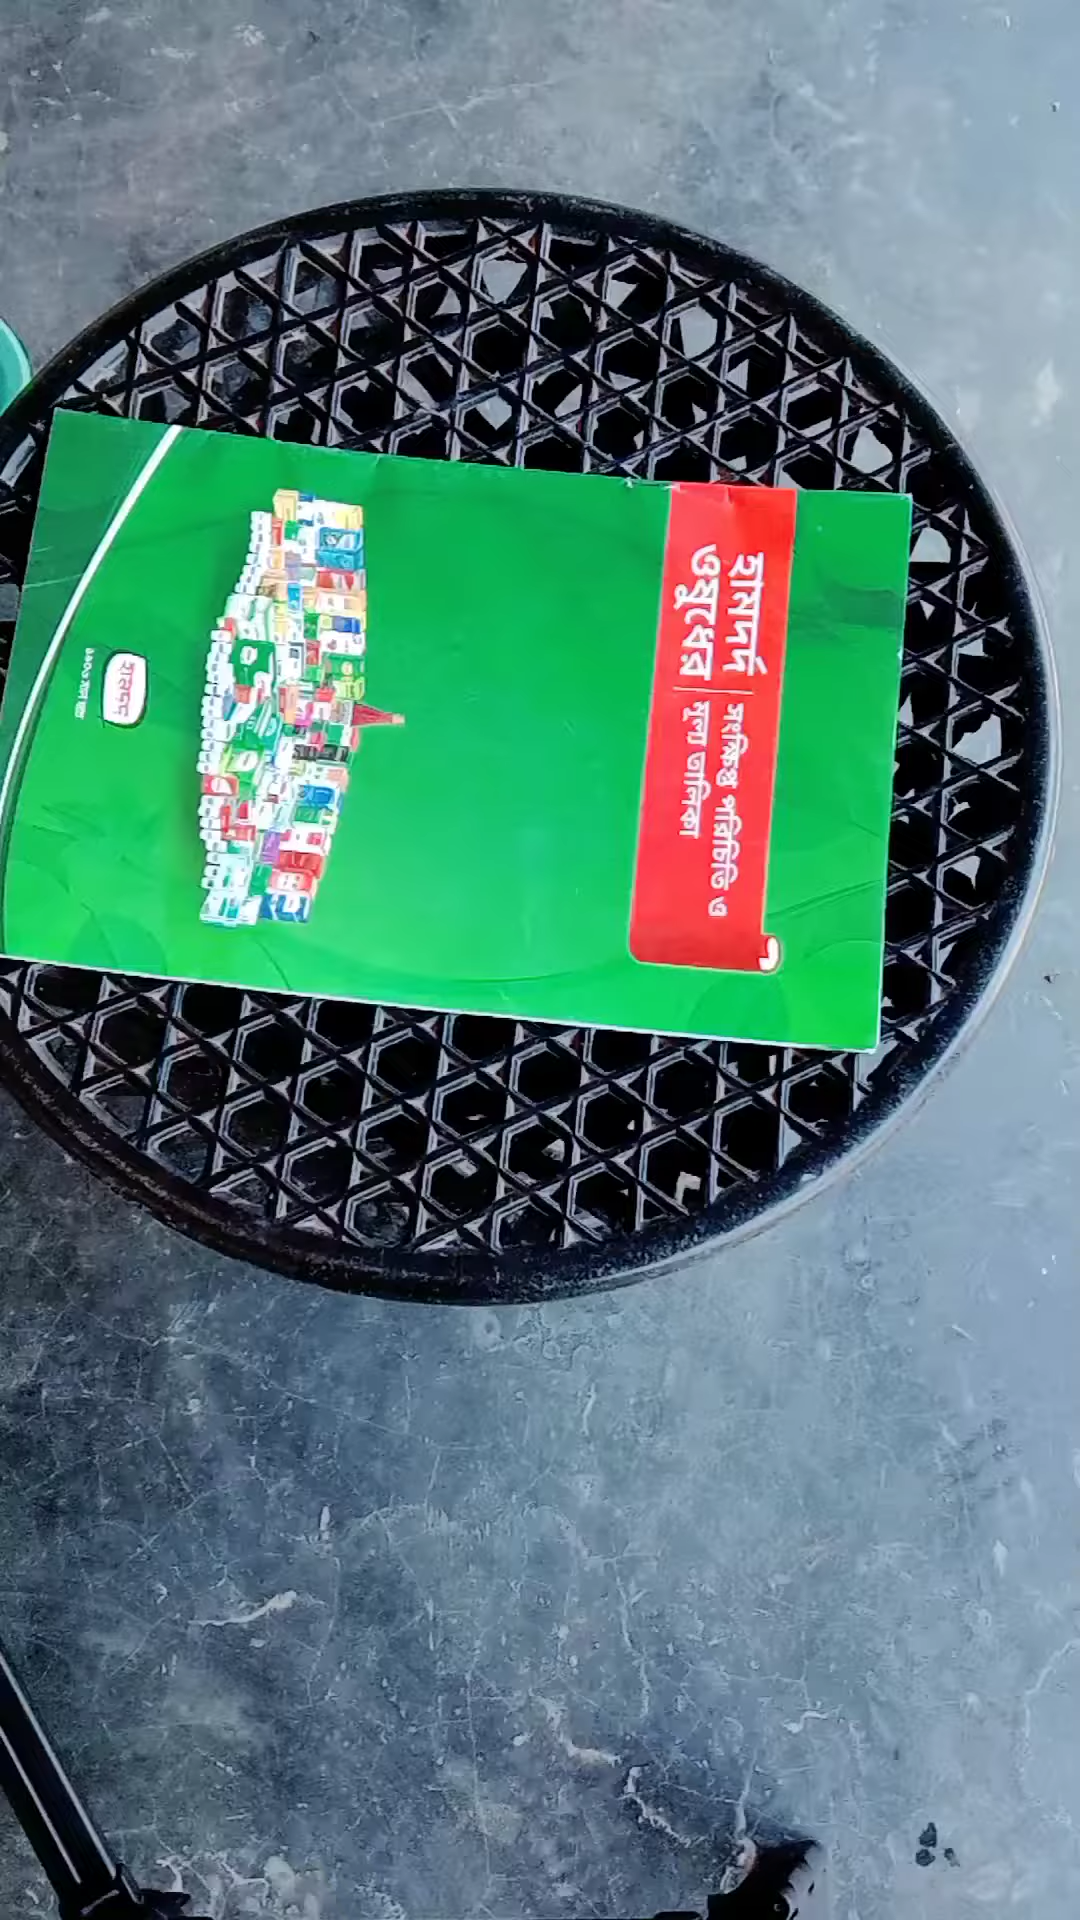 হামদর্দ
ওষুধের
সংক্ষিপ্ত পরিচিতি ও
মূল্য তালিকা
হামদর্দ